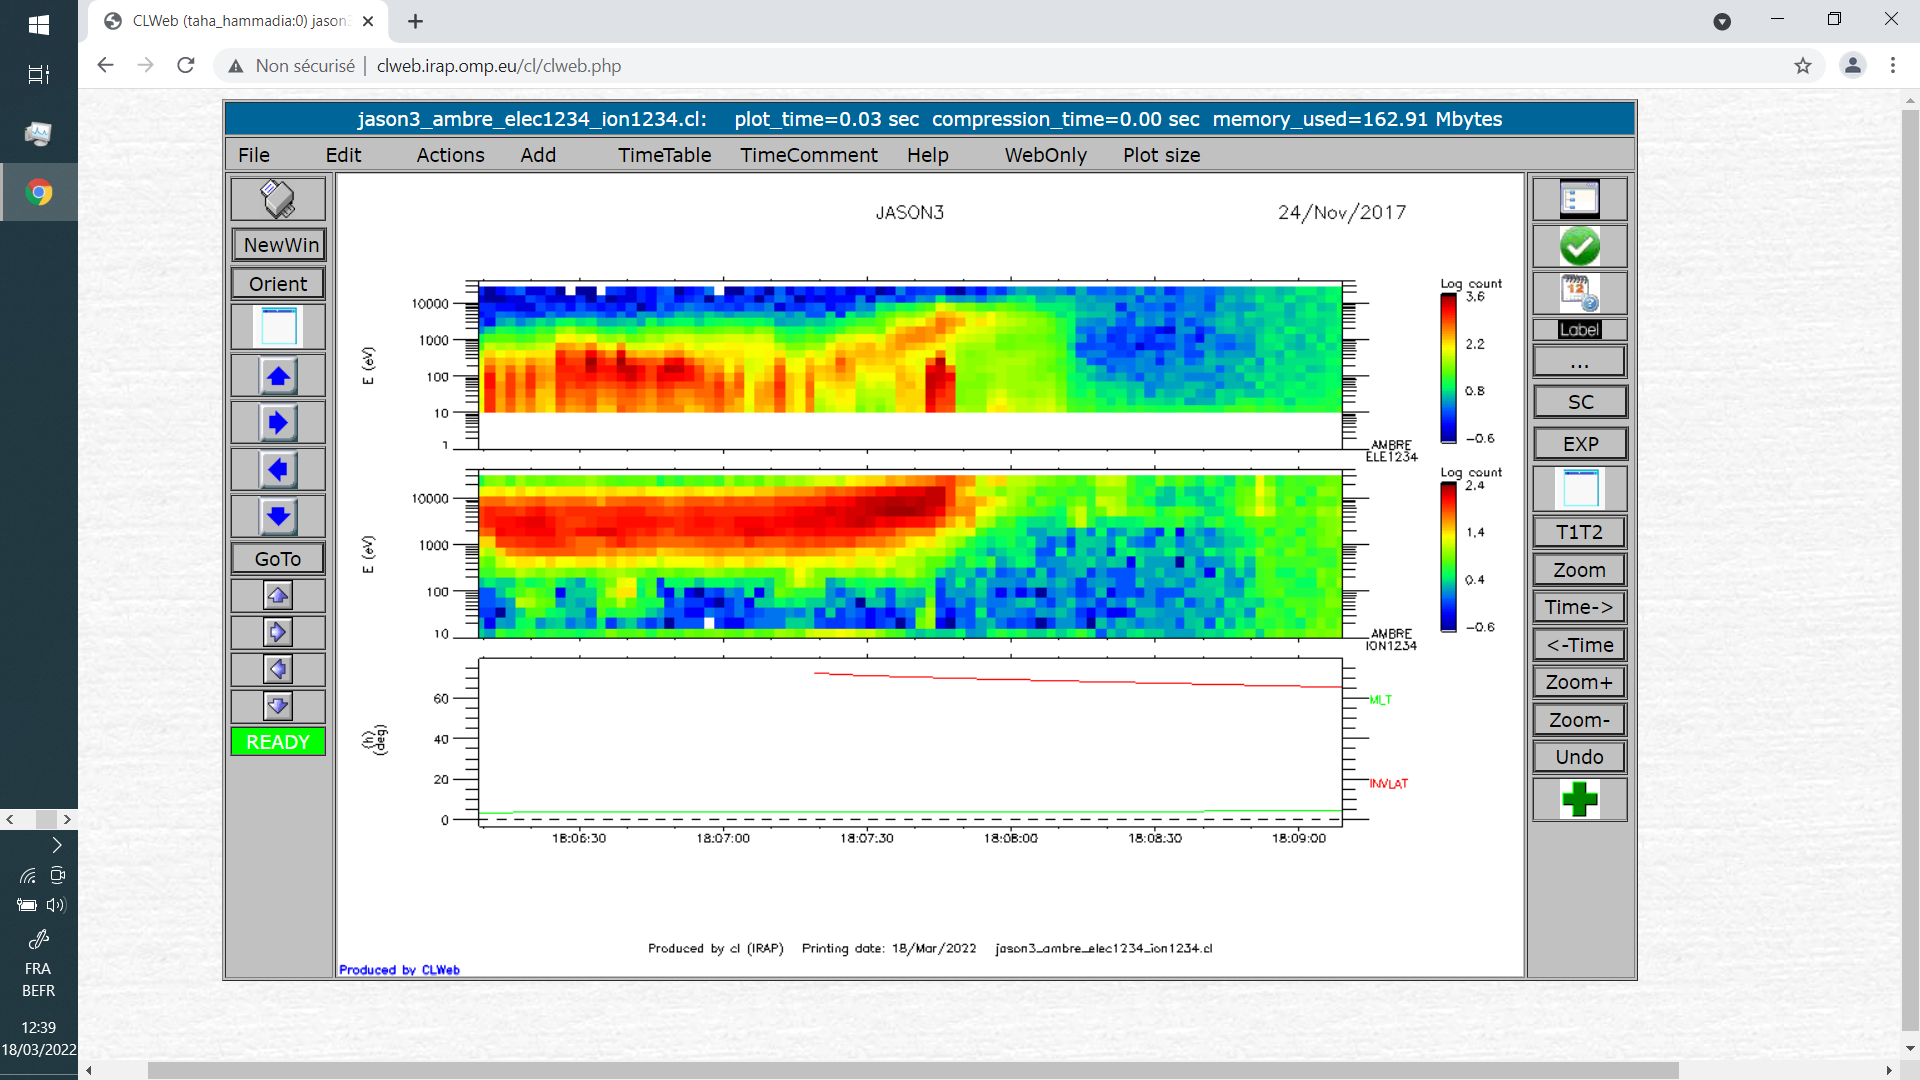 CLWeb (taha_hammadia:0) jason3
Non sécurisé | clweb.irap.omp.eu/cl/clweb.php
jason3_ambre_elec1234_ion1234.cl: plot_time=0.03 sec compression_time=0.00 sec memory_used=162.91 Mbytes
File Edit Actions Add TimeTable TimeComment Help WebOnly Plot size
NewWin
Orient
GoTo
READY
JASON3 24/Nov/2017
E (eV)
10000
1000
100
10
1
Log count
3.6
2.2
0.8
-0.6
AMBRE
ELE1234
E (eV)
10000
1000
100
10
Log count
2.4
1.4
0.4
-0.6
AMBRE
ION1234
(h)
(deg)
60
40
20
0
MLT
INVLAT
18:06:30 18:07:00 18:07:30 18:08:00 18:08:30 18:09:00
Produced by cl (IRAP) Printing date: 18/Mar/2022 jason3_ambre_elec1234_ion1234.cl
Produced by CLWeb
12
Label
...
SC
EXP
T1T2
Zoom
Time->
<-Time
Zoom+
Zoom-
Undo
FRA
BEFR
12:39
18/03/2022